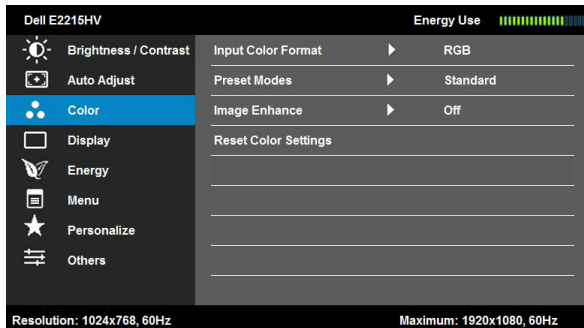 Dell E2215HV Energy Use
Brightness / Contrast Input Color Format RGB
Auto Adjust Preset Modes Standard
Color Image Enhance Off
Display Reset Color Settings
Energy
Menu
Personalize
Others
Resolution: 1024x768, 60Hz Maximum: 1920x1080, 60Hz